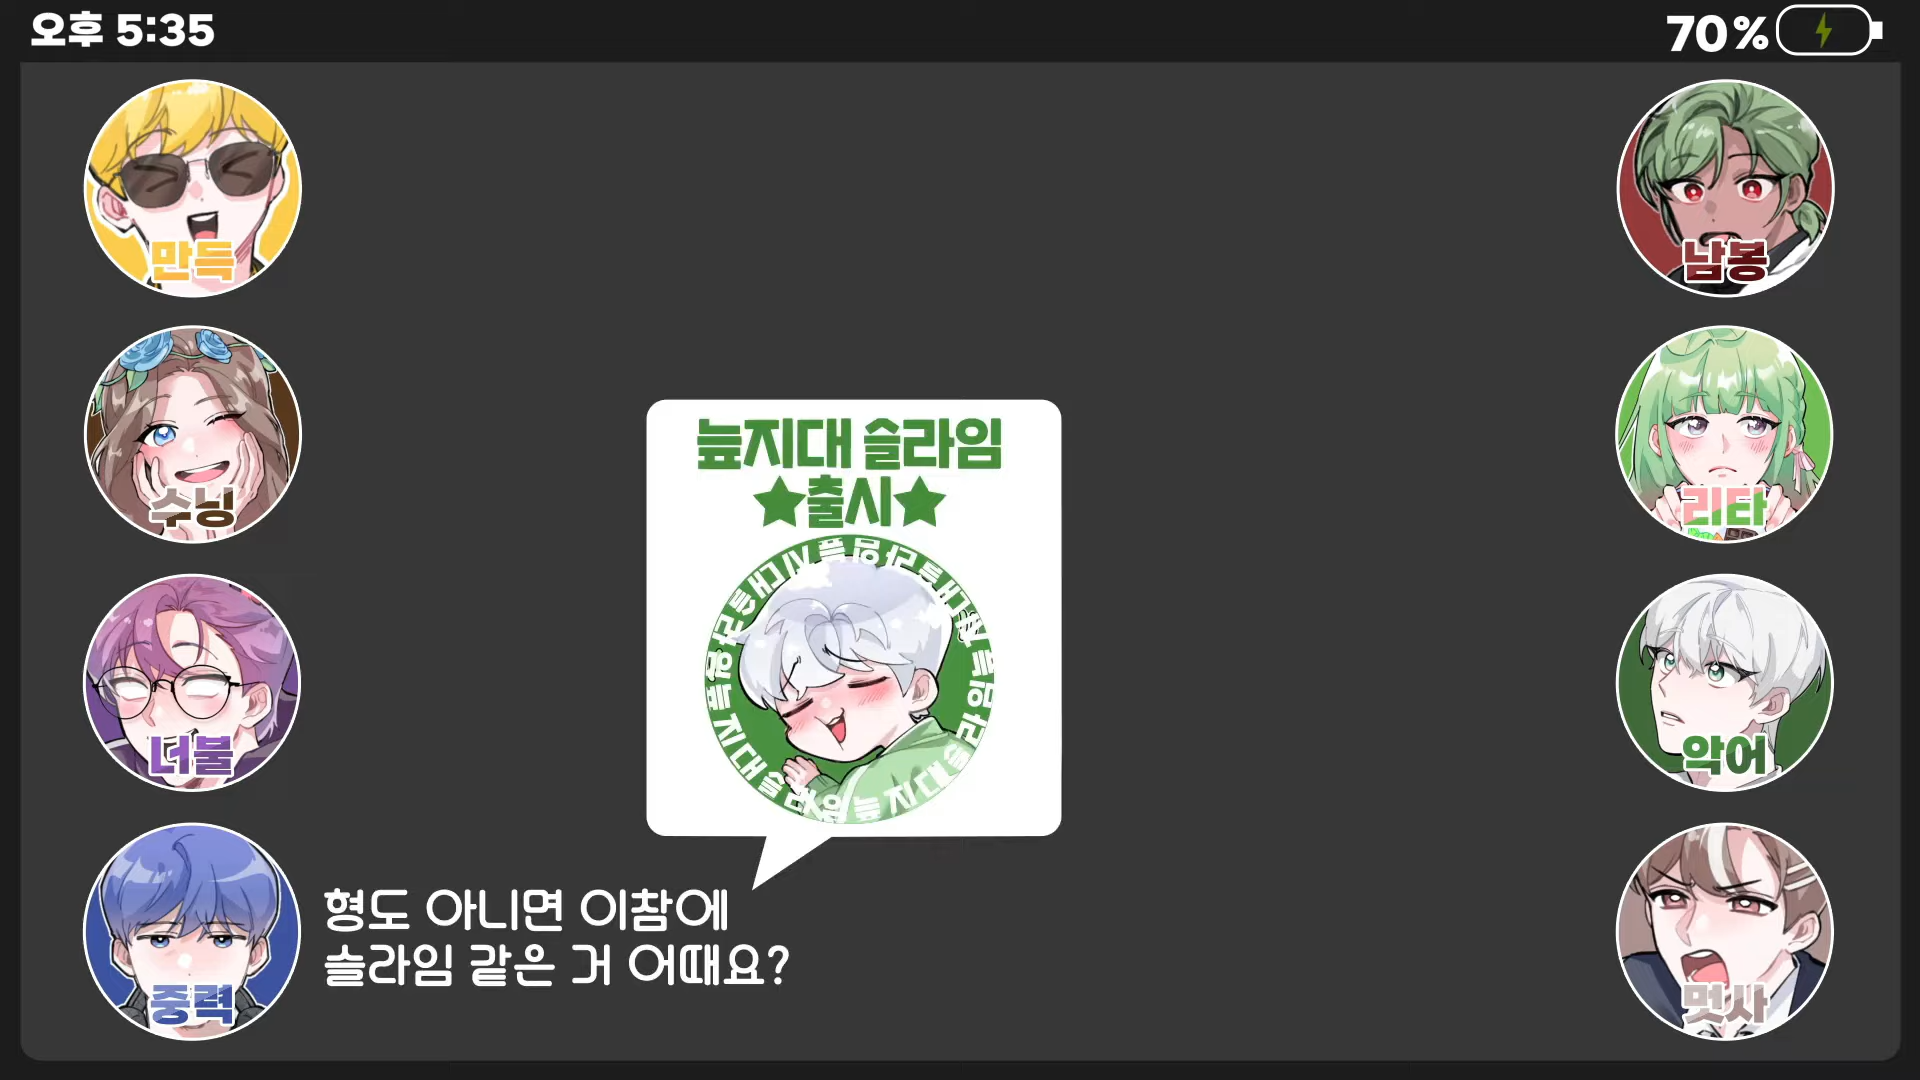 오후 5:35
70%
만득
남봉
수닝
리타
늪지대 슬라임
★출시★
너불
악어
형도 아니면 이참에
슬라임 같은 거 어때요?
중력
멋사